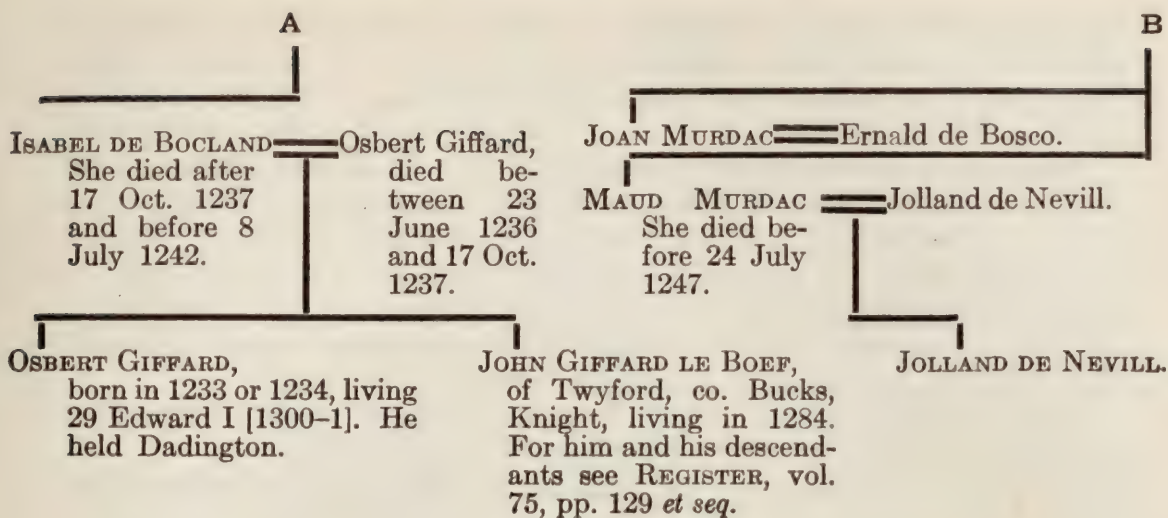 A
B
ISABEL DE BOCLAND
She died after
17 Oct. 1237
and before 8
July 1242.
Osbert Giffard,
died be-
tween 23
June 1236
and 17 Oct.
1237.
JOAN MURDAC
Ernald de Bosco.
MAUD MURDAC
She died be-
fore 24 July
1247.
Jolland de Nevill.
OSBERT GIFFARD,
born in 1233 or 1234, living
29 Edward I [1300–1]. He
held Dadington.
JOHN GIFFARD LE BOEF,
of Twyford, co. Bucks,
Knight, living in 1284.
For him and his descend-
ants see REGISTER, vol.
75, pp. 129 et seq.
JOLLAND DE NEVILL.